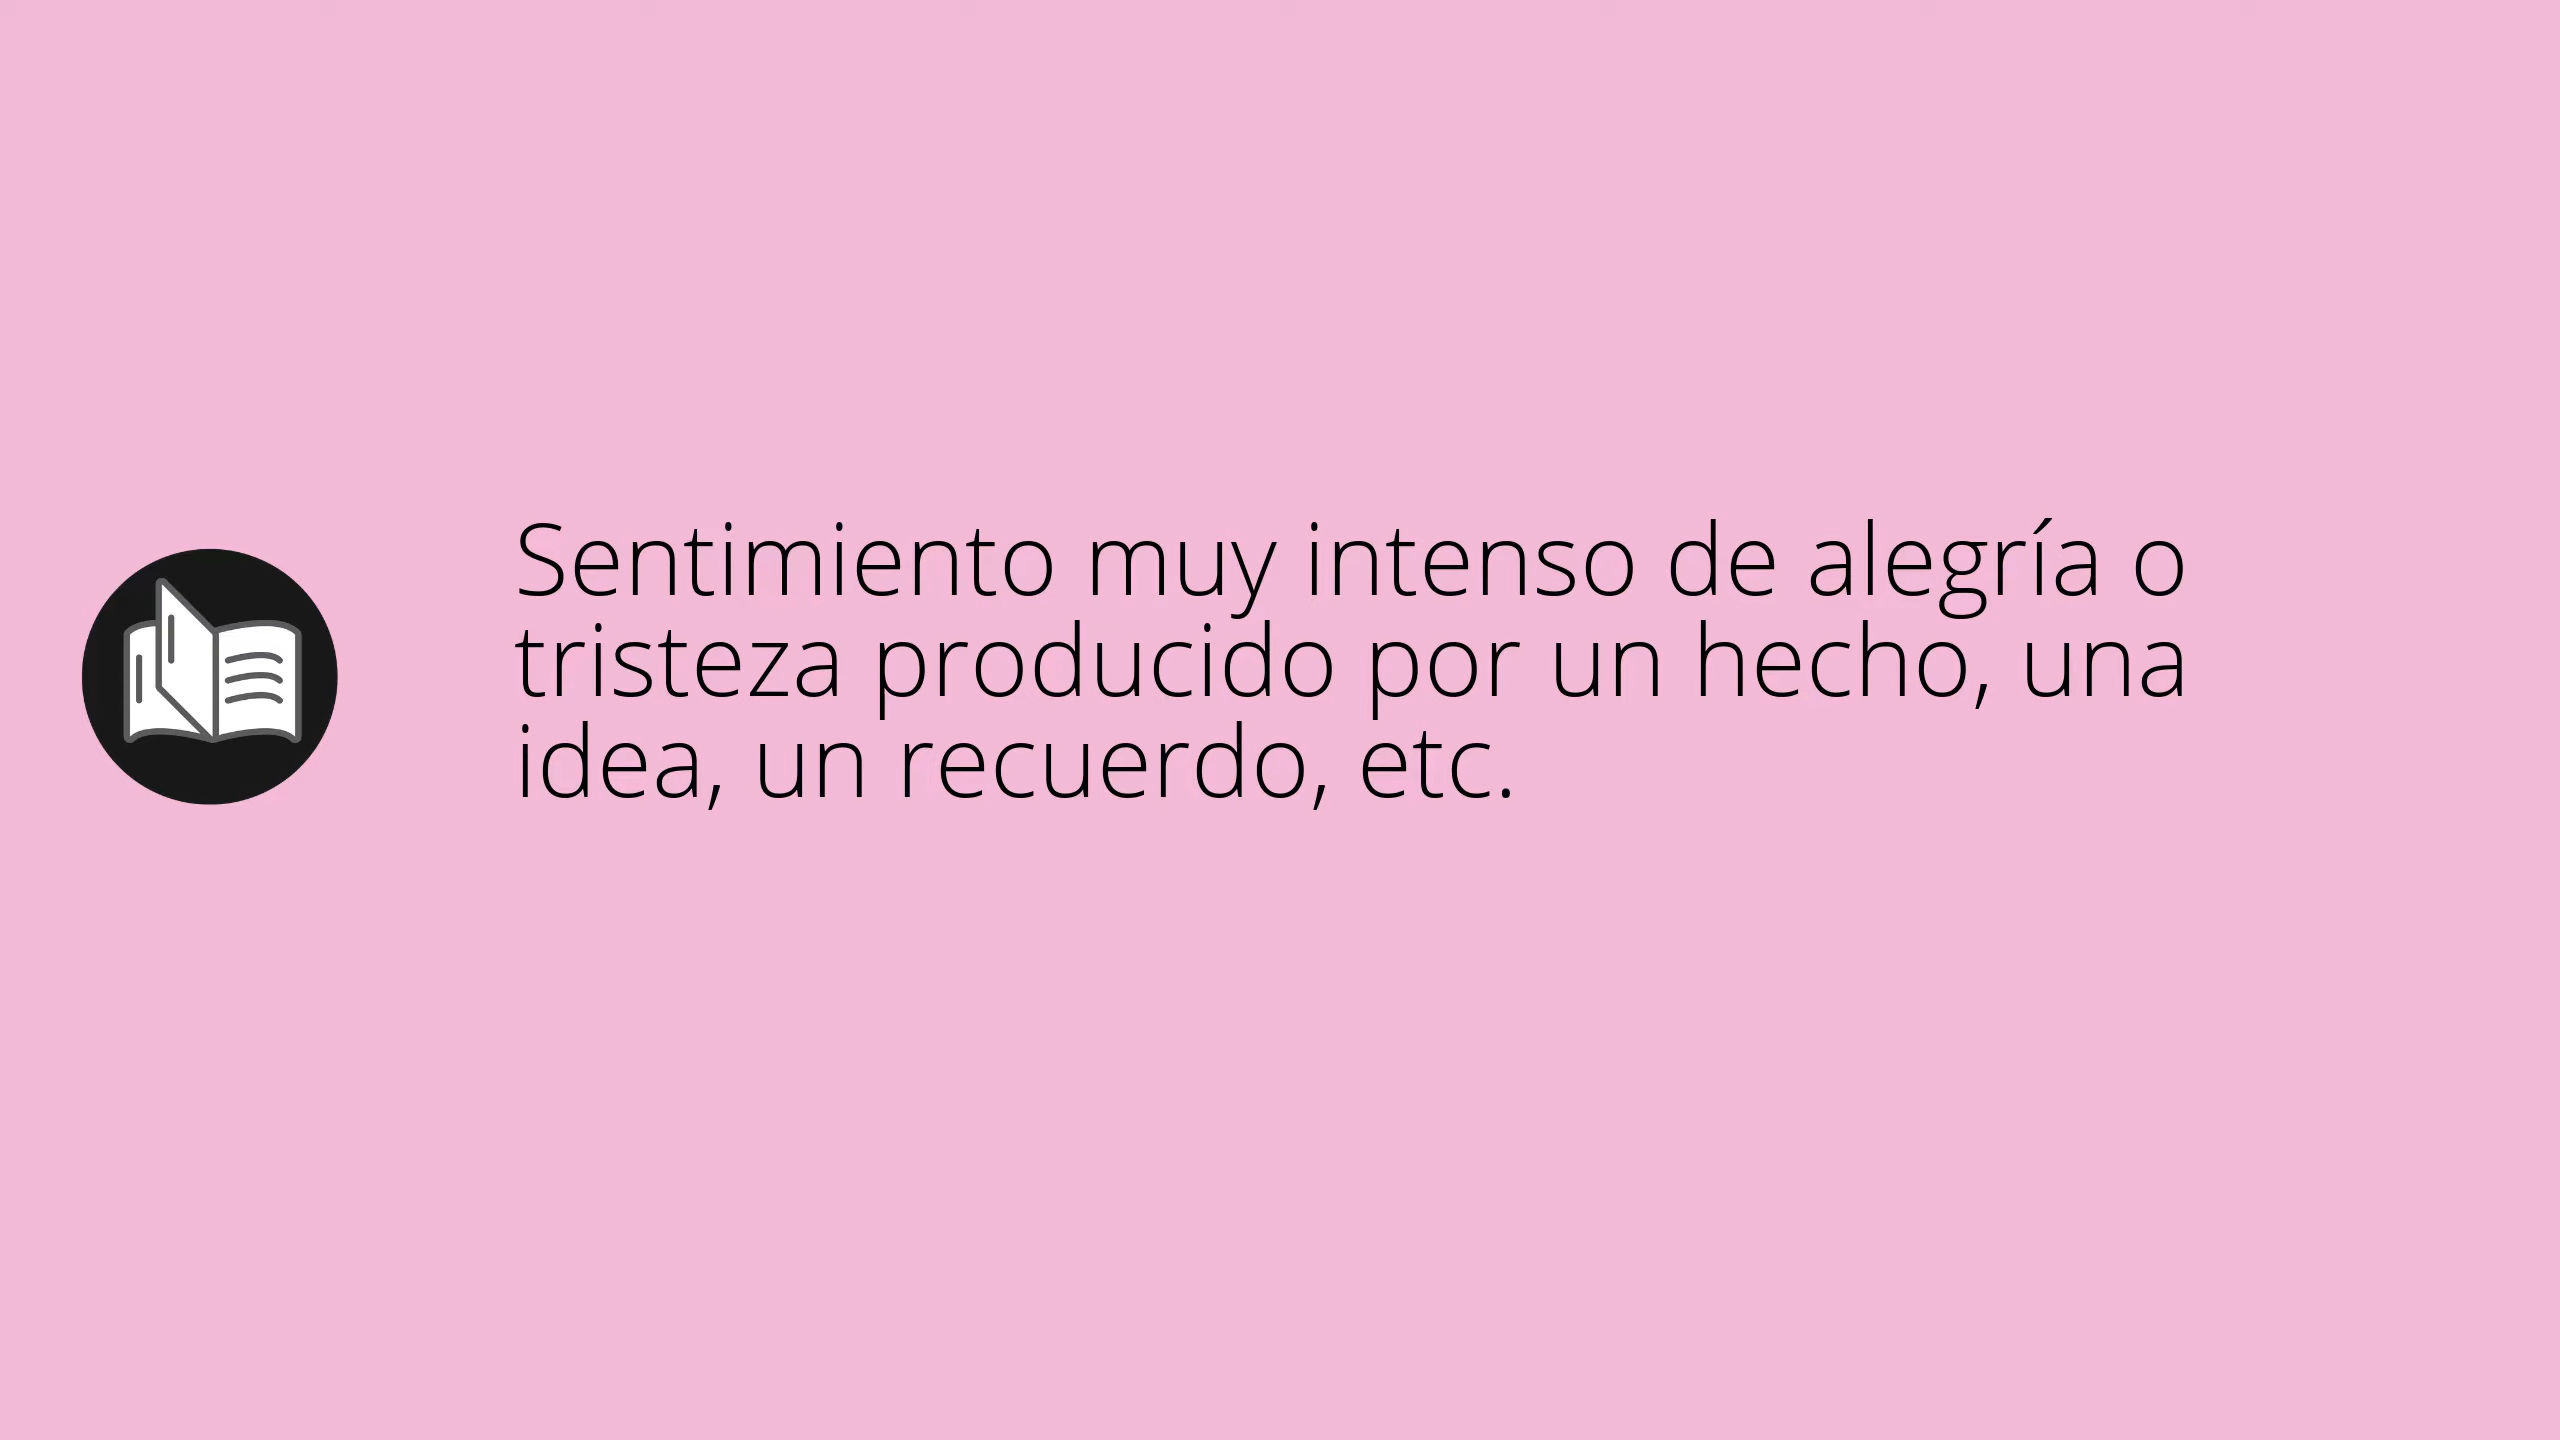 Sentimiento muy intenso de alegría o
tristeza producido por un hecho, una
idea, un recuerdo, etc.